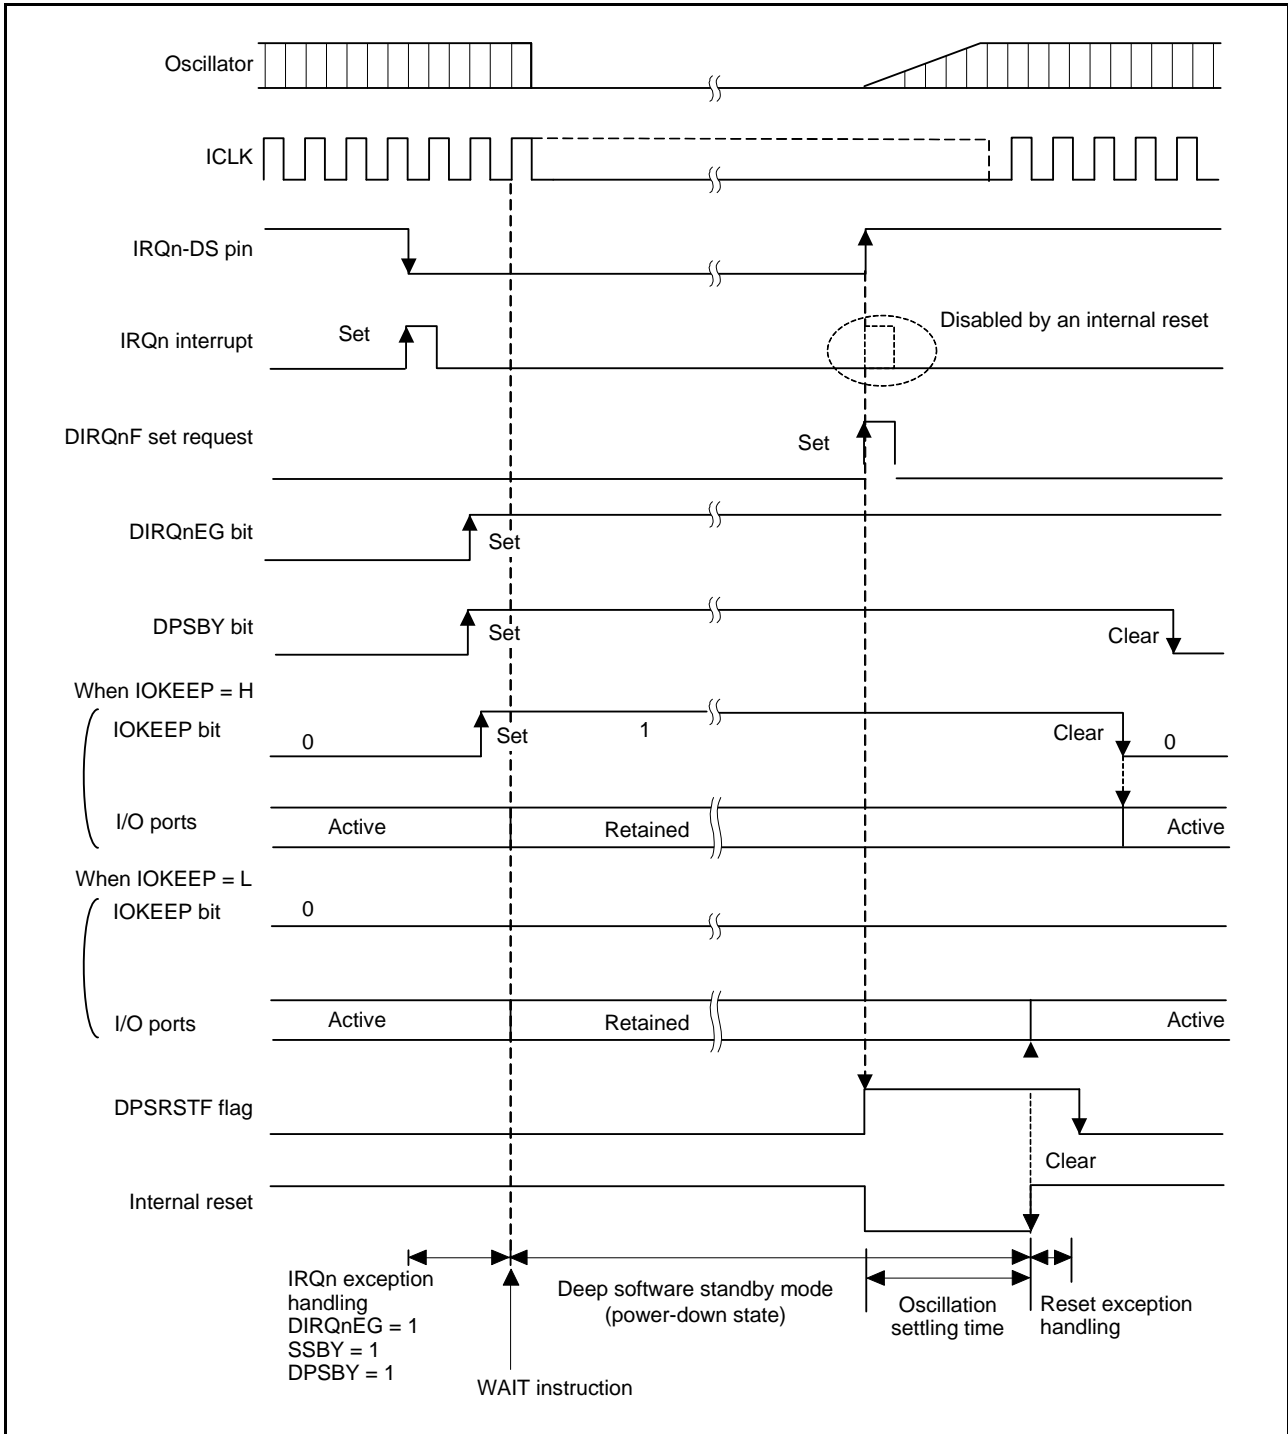 Oscillator
ICLK
IRQn-DS pin
IRQn interrupt
Set
Disabled by an internal reset
DIRQnF set request
Set
DIRQnEG bit
Set
DPSBY bit
Set
Clear
When IOKEEP = H
IOKEEP bit
0
Set
1
Clear
0
I/O ports
Active
Retained
Active
When IOKEEP = L
IOKEEP bit
0
I/O ports
Active
Retained
Active
DPSRSTF flag
Clear
Internal reset
IRQn exception
handling
DIRQnEG = 1
SSBY = 1
DPSBY = 1
Deep software standby mode
(power-down state)
Oscillation
settling time
Reset exception
handling
WAIT instruction